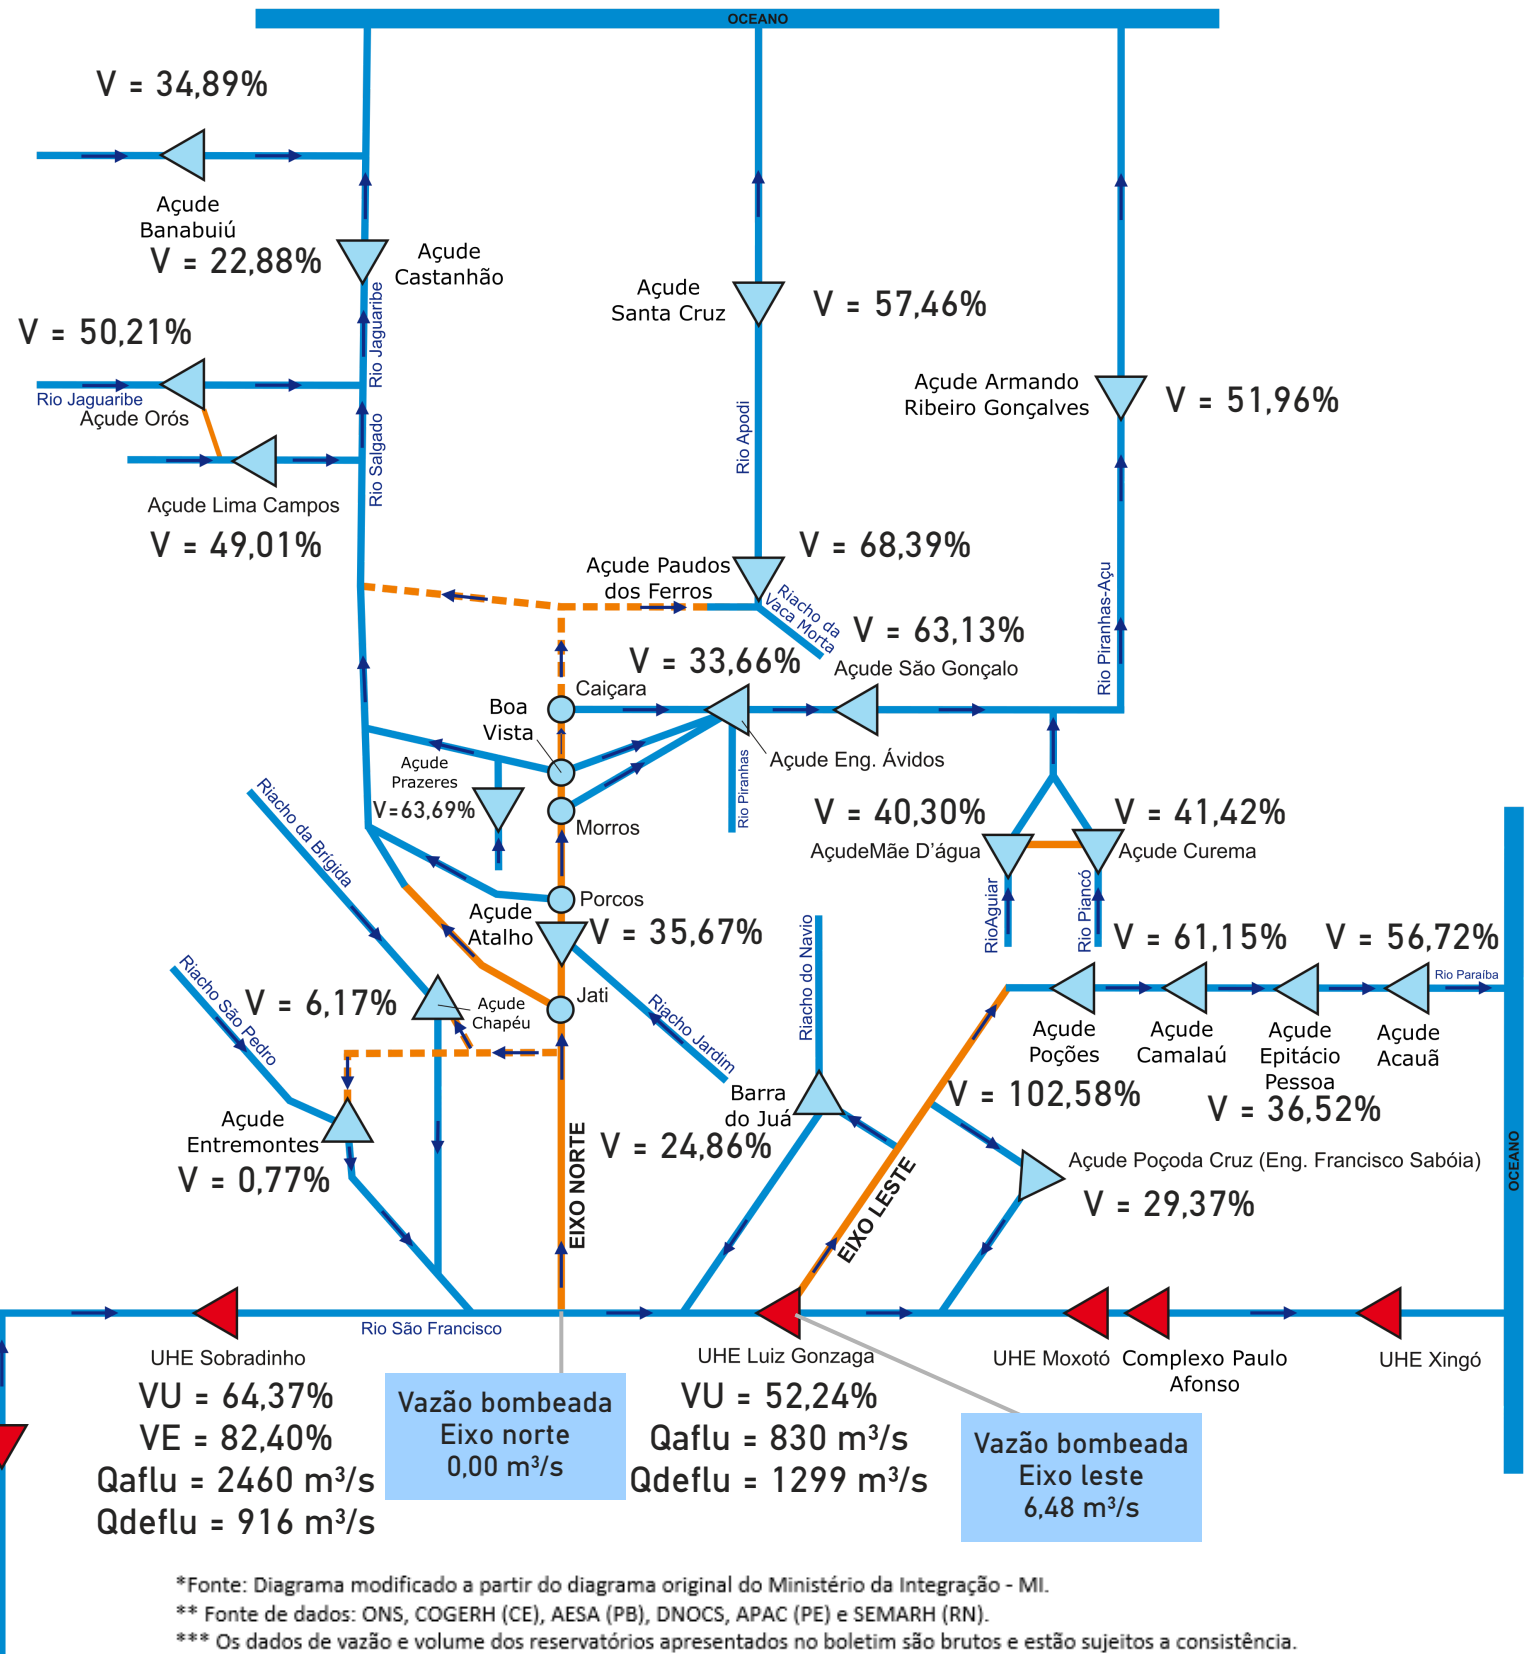 OCEANO
V = 34,89%
Açude
Banabuiú
V = 22,88%
Açude
Castanhão
Rio Jaguaribe
V = 50,21%
Rio Jaguaribe
Açude Orós
Rio Salgado
Açude Lima Campos
V = 49,01%
Açude
Santa Cruz
V = 57,46%
Açude Armando
Ribeiro Gonçalves
V = 51,96%
Rio Apodi
Açude Paudos
dos Ferros
V = 68,39%
Riacho da
Vaca Morta
Rio Piranhas-Açu
V = 63,13%
Açude São Gonçalo
V = 33,66%
Caiçara
Boa
Vista
Açude Eng. Ávidos
Rio Piranhas
Açude
Prazeres
V=63,69%
Morros
Riacho da Brígida
V = 40,30%
AçudeMãe D'água
V = 41,42%
Açude Curema
RioAguiar
Rio Piancó
Porcos
Açude
Atalho
V = 35,67%
Riacho do Navio
V = 61,15%
V = 56,72%
Rio Paraíba
Riacho São Pedro
V = 6,17%
Açude
Chapéu
Jati
Riacho Jardim
Açude
Poções
Açude
Camalaú
Açude
Epitácio
Pessoa
Açude
Acauã
V = 102,58%
V = 36,52%
Barra
do Juá
V = 24,86%
Açude
Entremontes
V = 0,77%
EIXO NORTE
EIXO LESTE
Açude Poçoda Cruz (Eng. Francisco Sabóia)
V = 29,37%
OCEANO
Rio São Francisco
UHE Sobradinho
VU = 64,37%
VE = 82,40%
Qaflu = 2460 m³/s
Qdeflu = 916 m³/s
Vazão bombeada
Eixo norte
0,00 m³/s
UHE Luiz Gonzaga
VU = 52,24%
Qaflu = 830 m³/s
Qdeflu = 1299 m³/s
Vazão bombeada
Eixo leste
6,48 m³/s
UHE Moxotó
Complexo Paulo
Afonso
UHE Xingó
*Fonte: Diagrama modificado a partir do diagrama original do Ministério da Integração - MI.
** Fonte de dados: ONS, COGERH (CE), AESA (PB), DNOCS, APAC (PE) e SEMARH (RN).
*** Os dados de vazão e volume dos reservatórios apresentados no boletim são brutos e estão sujeitos a consistência.